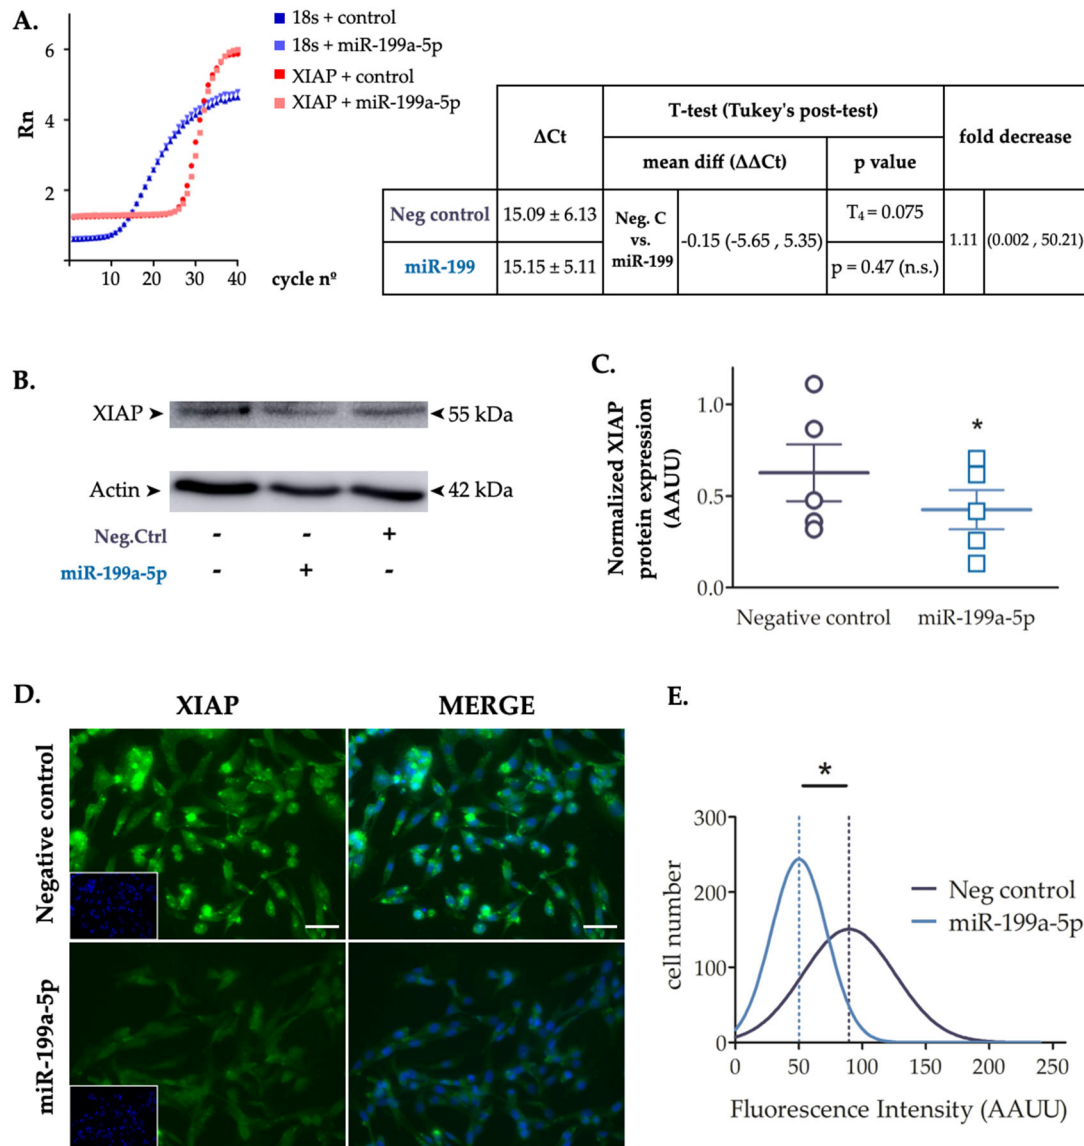 A.
18s + control
18s + miR-199a-5p
XIAP + control
XIAP + miR-199a-5p
6
4
2
Rn
0 10 20 30 40
cycle nº
ΔCt
T-test (Tukey's post-test)
fold decrease
mean diff (ΔΔCt)
p value
Neg control
15.09 ± 6.13
Neg. C
vs.
miR-199
-0.15 (-5.65 , 5.35)
T₄ = 0.075
1.11
(0.002 , 50.21)
miR-199
15.15 ± 5.11
p = 0.47 (n.s.)
B.
XIAP ➤
◄ 55 kDa
Actin ➤
◄ 42 kDa
Neg.Ctrl - - +
miR-199a-5p - + -
C.
Normalized XIAP
protein expression
(AAUU)
1.0
0.5
0.0
*
Negative control
miR-199a-5p
D.
XIAP
MERGE
Negative control
miR-199a-5p
E.
*
cell number
300
200
100
0
Neg control
miR-199a-5p
0 50 100 150 200 250
Fluorescence Intensity (AAUU)